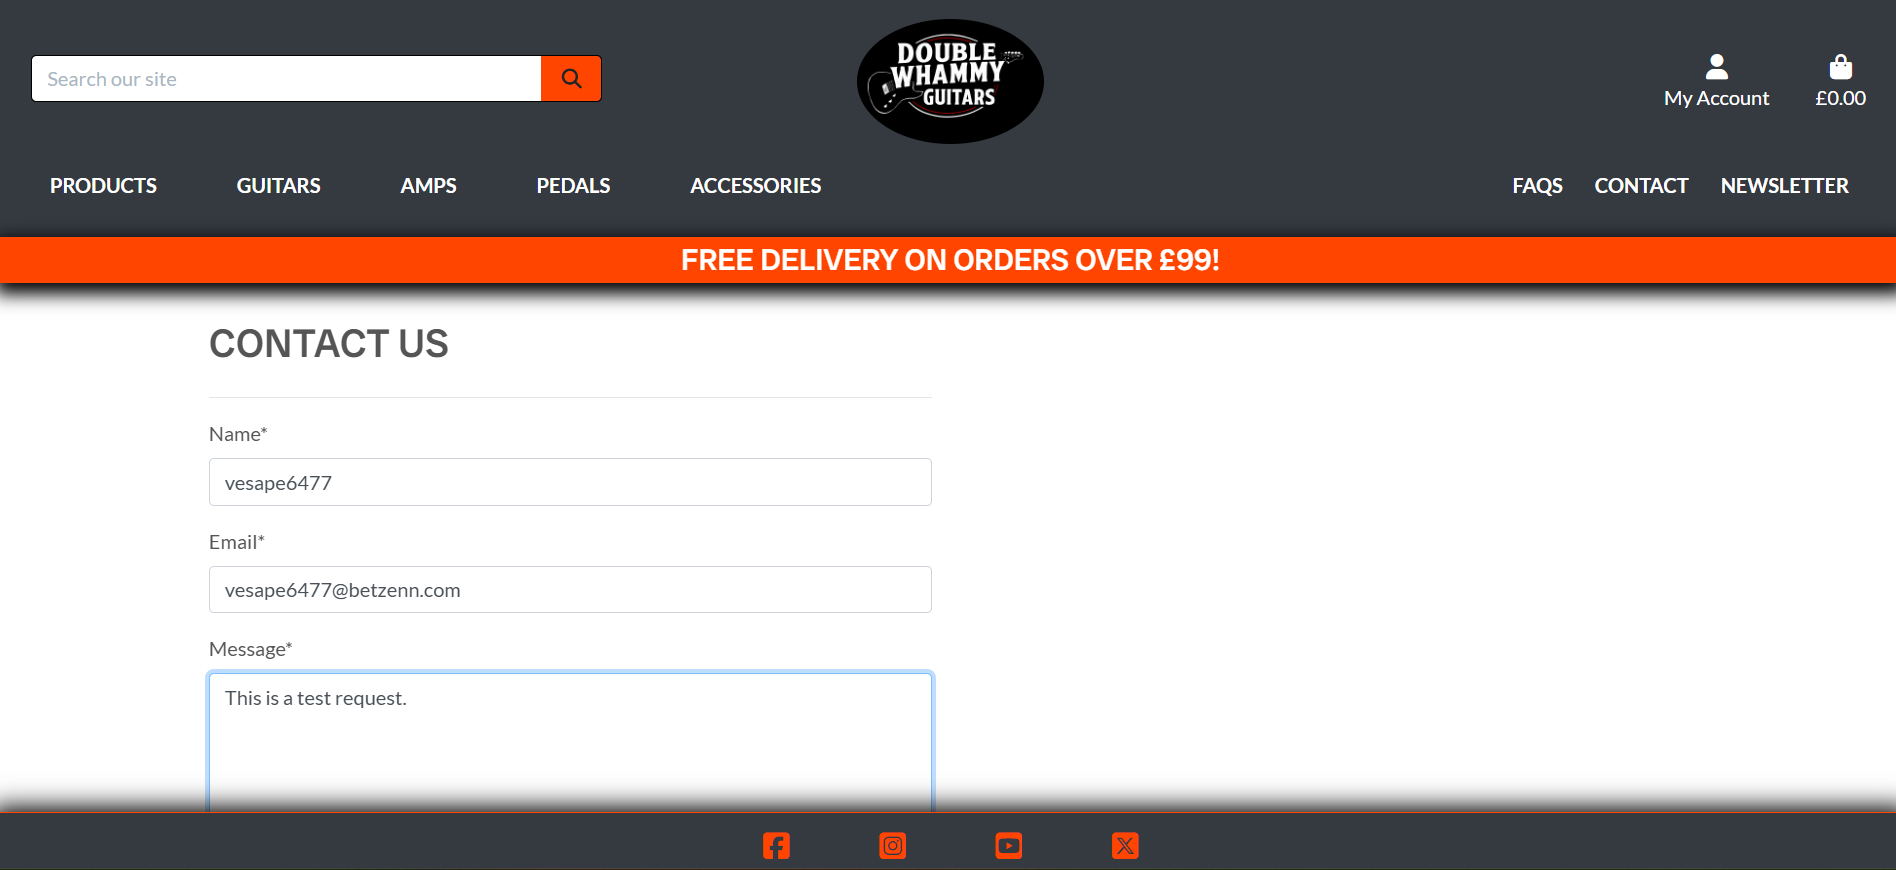 Search our site
DOUBLE
WHAMMY
GUITARS
My Account
£0.00
PRODUCTS
GUITARS
AMPS
PEDALS
ACCESSORIES
FAQS
CONTACT
NEWSLETTER
FREE DELIVERY ON ORDERS OVER £99!
CONTACT US
Name*
vesape6477
Email*
vesape6477@betzenn.com
Message*
This is a test request.